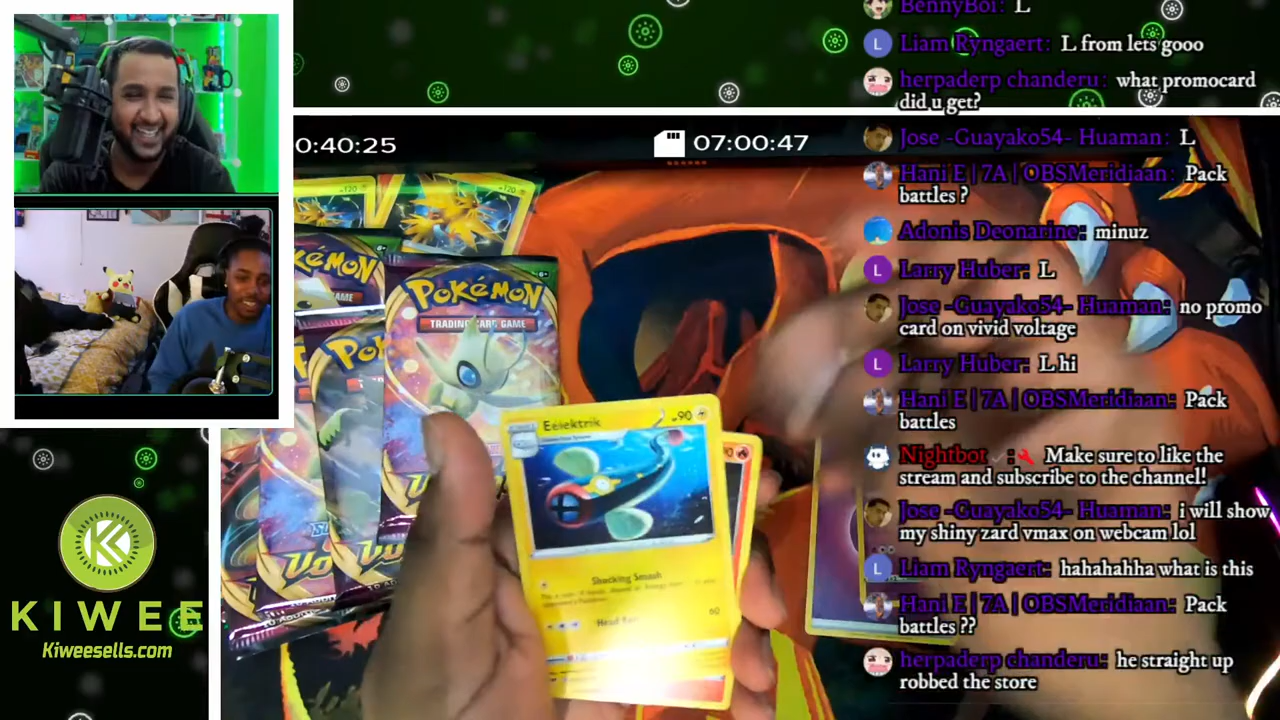 BennyBoi: L
Liam Ryngaert: L from lets gooo
herpaderp chanderu: what promocard
did u get?
0:40:25
07:00:47
Jose -Guayako54- Huaman: L
Hani E | 7A | OBSMeridiaan: Pack
battles ?
Adonis Deonarine: minuz
Larry Huber: L
Jose -Guayako54- Huaman: no promo
card on vivid voltage
Larry Huber: L hi
Hani E | 7A | OBSMeridiaan: Pack
battles
Nightbot : Make sure to like the
stream and subscribe to the channel!
Jose -Guayako54- Huaman: i will show
my shiny zard vmax on webcam lol
Liam Ryngaert: hahahahha what is this
Hani E | 7A | OBSMeridiaan: Pack
battles ??
herpaderp chanderu: he straight up
robbed the store
120
120
POKÉMON
TRADING CARD GAME
Eelektrik
90
Shocking Smash
60
K
KIWEE
Kiweesells.com